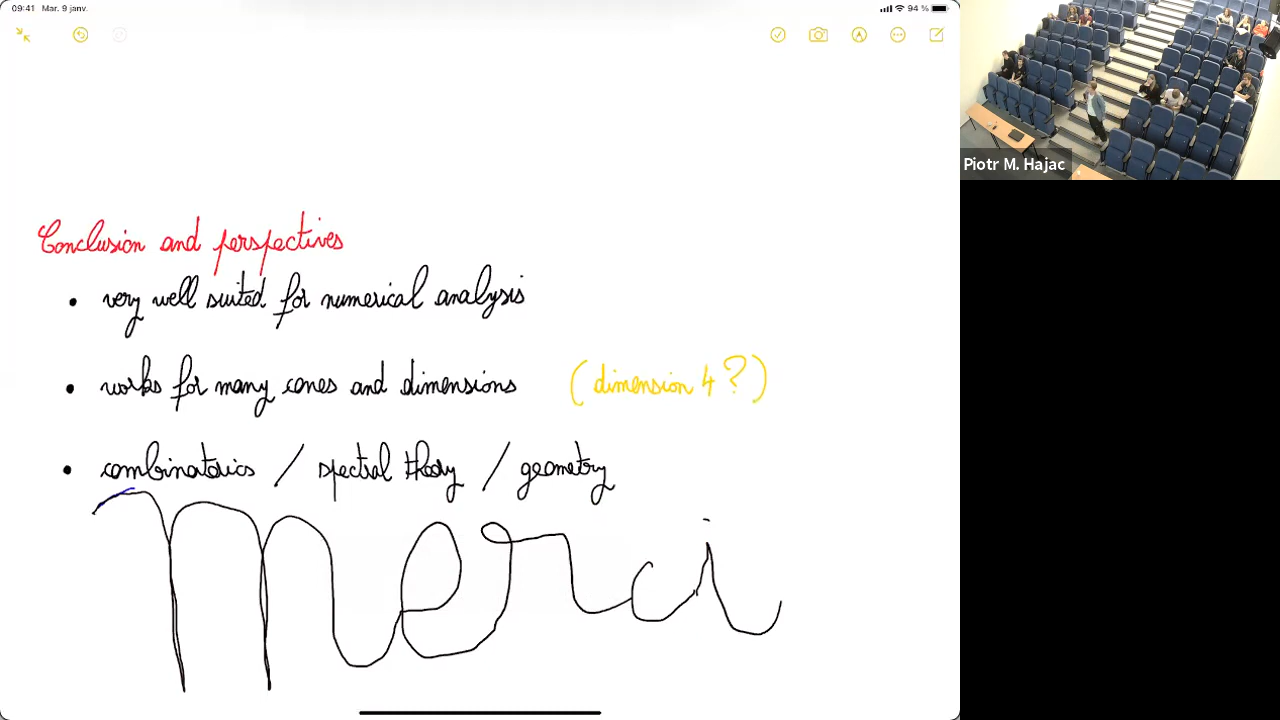 09:41 Mar. 9 janv.
94 %
Piotr M. Hajac
Conclusion and perspectives
• very well suited for numerical analysis
• works for many cones and dimensions (dimension 4 ?)
• combinatorics / spectral theory / geometry
merci